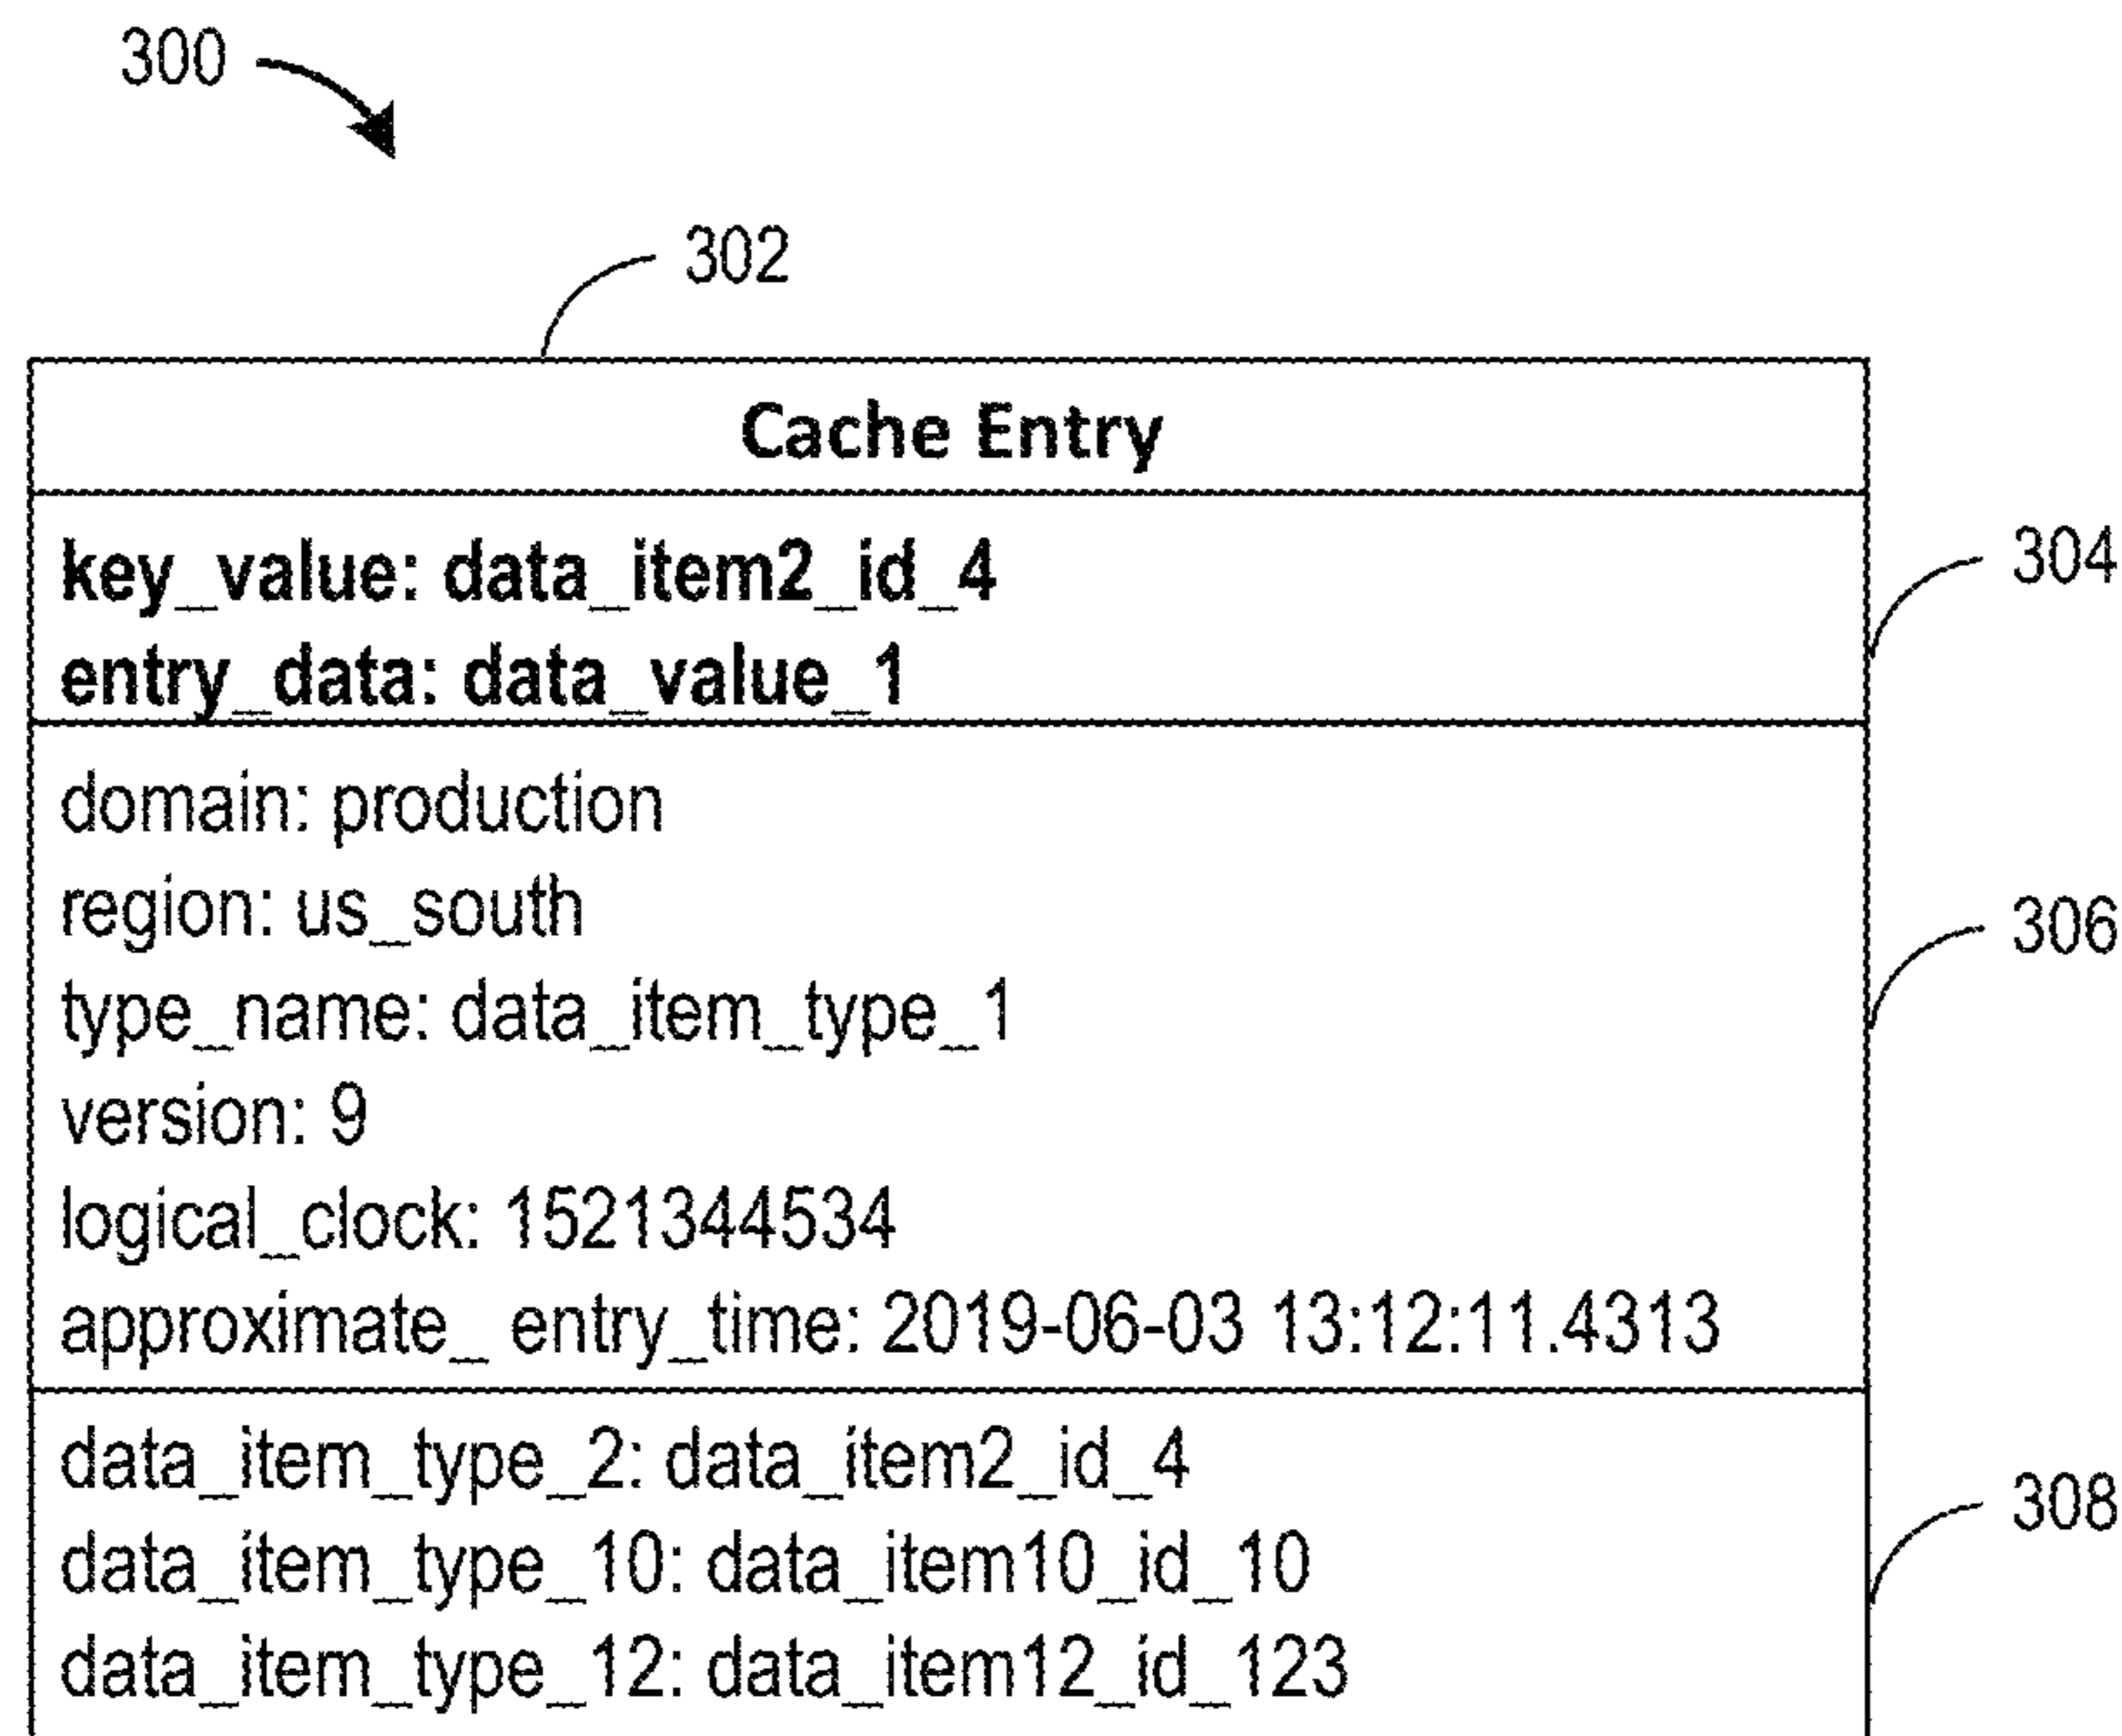 300
302
Cache Entry
key_value: data_item2_id_4
304
entry_data: data_value_1
domain: production
region: us_south
306
type_name: data_item_type_1
version: 9
logical_clock: 1521344534
approximate_ entry_time: 2019-06-03 13:12:11.4313
data_item_type_2: data_item2_id_4
308
data_item_type_10: data_item10_id_10
data_item_type_12: data_item12_id_123